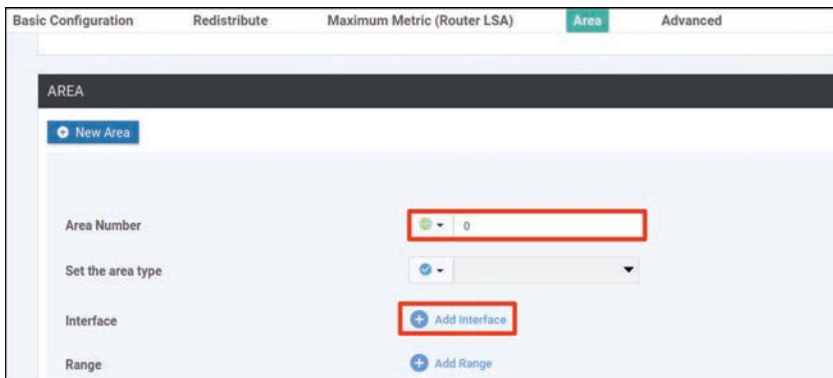 Basic Configuration Redistribute Maximum Metric (Router LSA) Area Advanced
AREA
New Area
Area Number 0
Set the area type
Interface Add Interface
Range Add Range